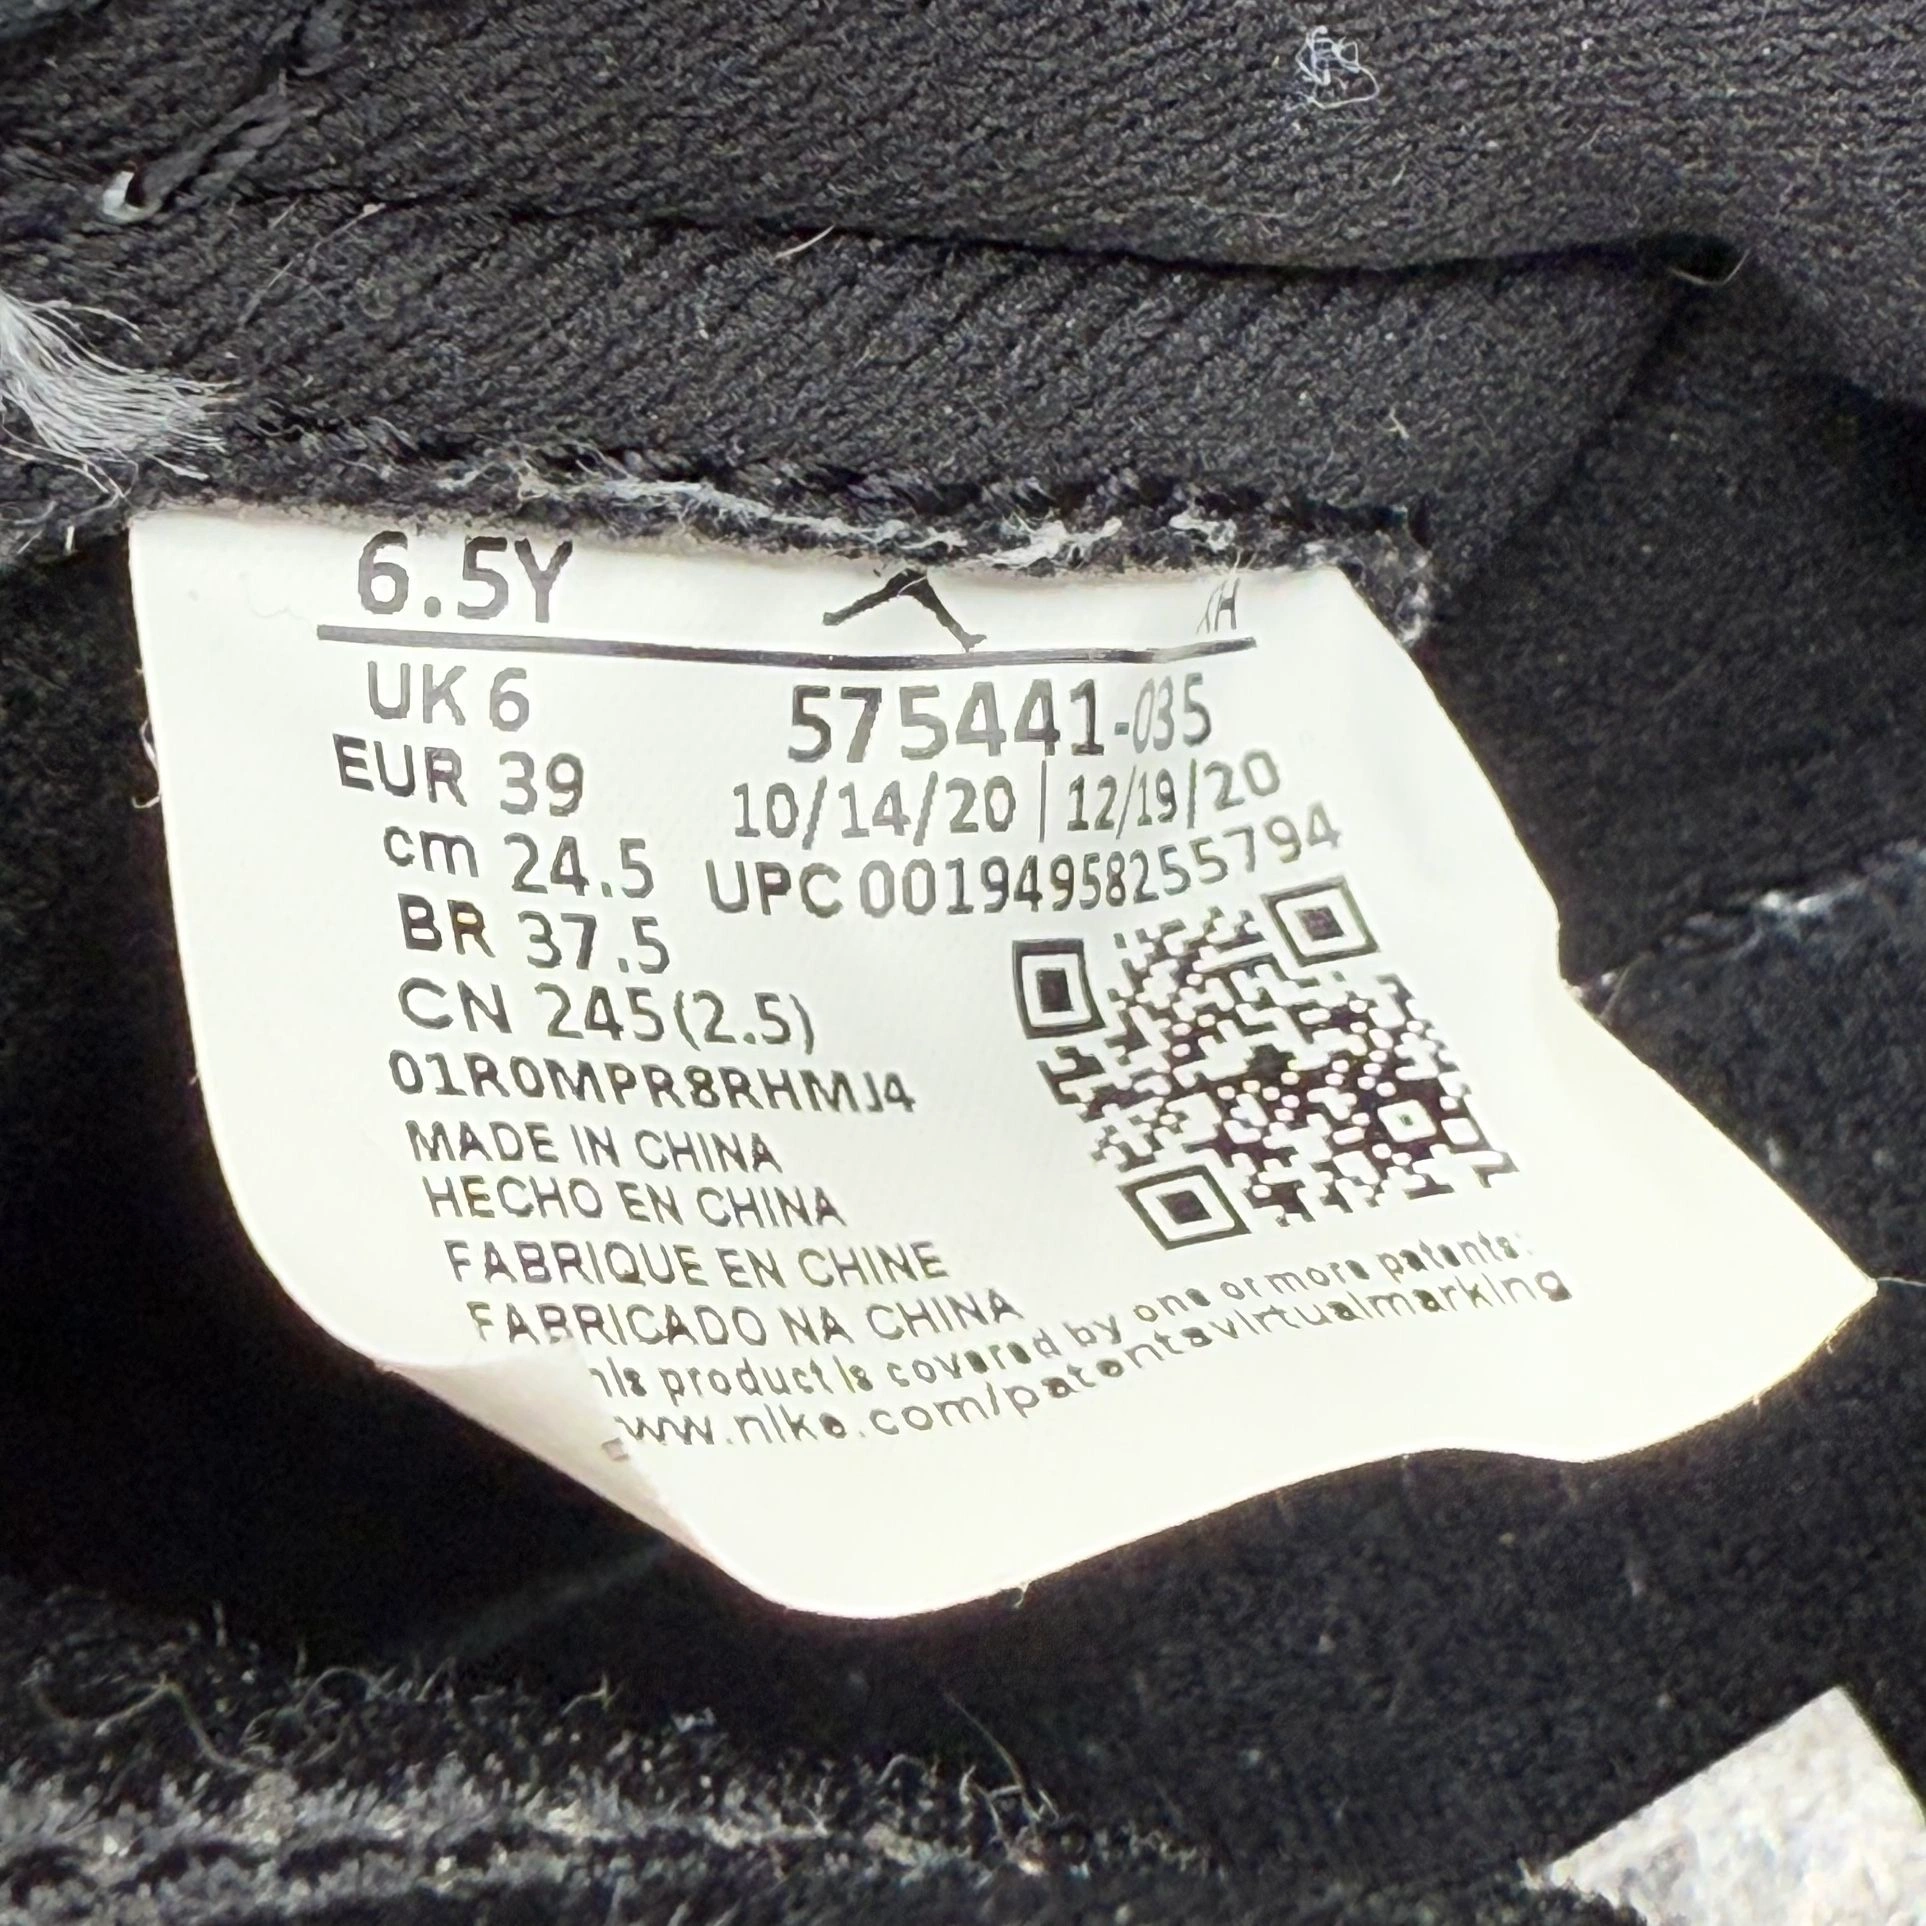 6.5Y XH
UK 6
EUR 39
cm 24.5
BR 37.5
CN 245(2.5)
575441-035
10/14/20 | 12/19/20
UPC 00194958255794
01R0MPR8RHMJ4
MADE IN CHINA
HECHO EN CHINA
FABRIQUE EN CHINE
FABRICADO NA CHINA
his product is covered by one or more patents:
www.nike.com/patentsvirtualmarking